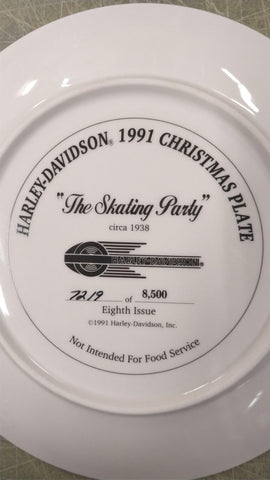 HARLEY-DAVIDSON® 1991 CHRISTMAS PLATE
"The Skating Party"
circa 1938
HARLEY-DAVIDSON
7219 of 8,500
Eighth Issue
©1991 Harley-Davidson, Inc.
Not Intended For Food Service